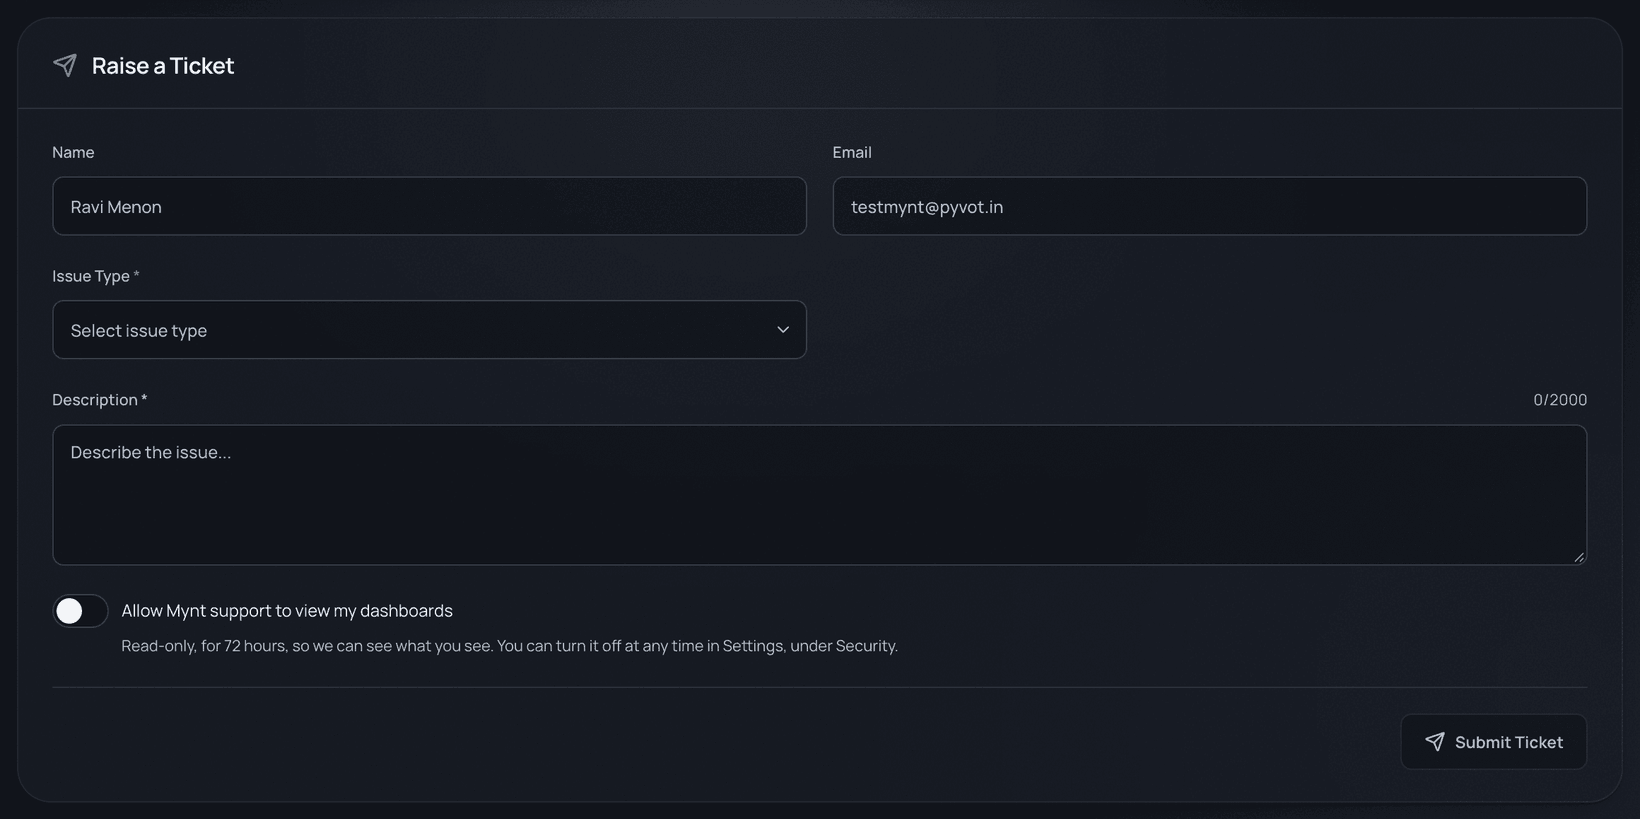 Raise a Ticket
Name
Email
Ravi Menon
testmynt@pyvot.in
Issue Type *
Select issue type
Description *
0/2000
Describe the issue...
Allow Mynt support to view my dashboards
Read-only, for 72 hours, so we can see what you see. You can turn it off at any time in Settings, under Security.
Submit Ticket